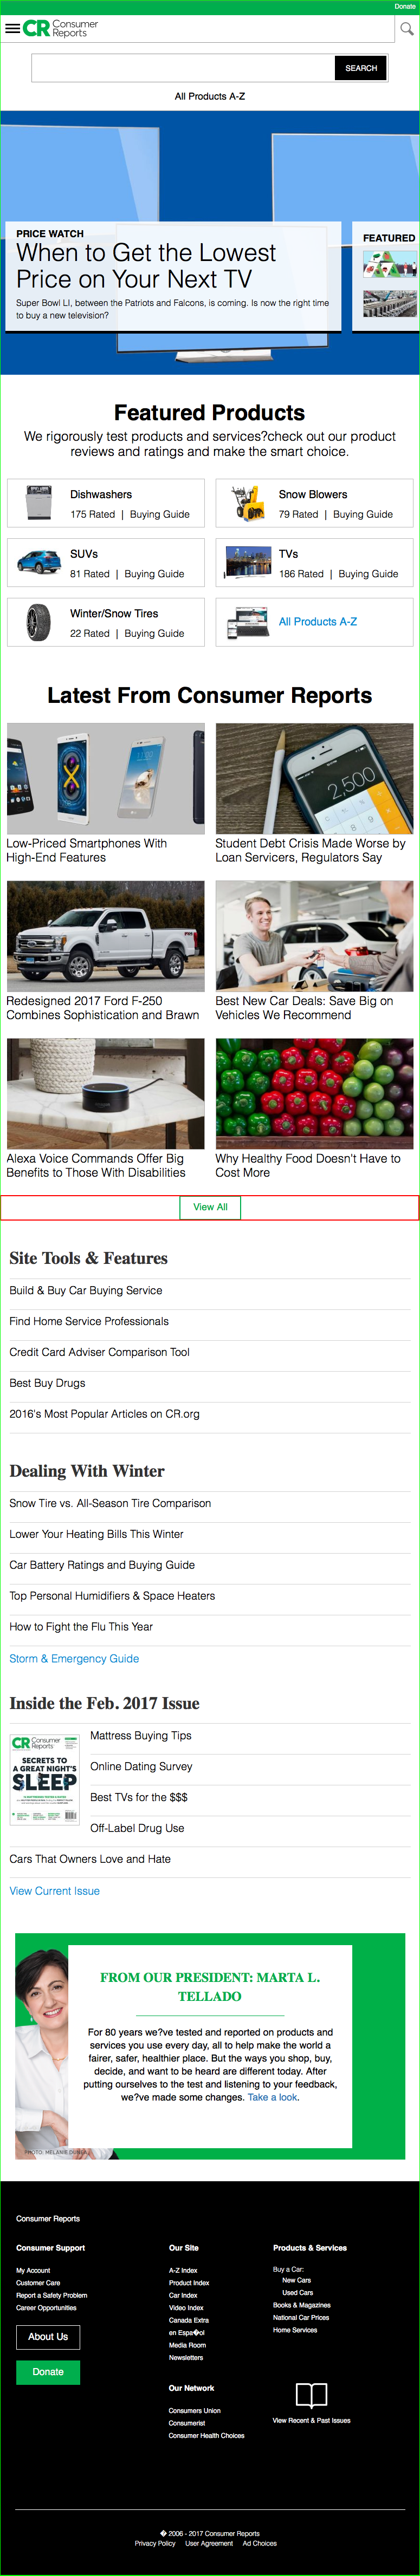 Donate
CR Consumer Reports
SEARCH
All Products A-Z
PRICE WATCH
When to Get the Lowest
Price on Your Next TV
Super Bowl LI, between the Patriots and Falcons, is coming. Is now the right time
to buy a new television?
FEATURED
Featured Products
We rigorously test products and services?check out our product
reviews and ratings and make the smart choice.
Dishwashers
175 Rated | Buying Guide
Snow Blowers
79 Rated | Buying Guide
SUVs
81 Rated | Buying Guide
TVs
186 Rated | Buying Guide
Winter/Snow Tires
22 Rated | Buying Guide
All Products A-Z
Latest From Consumer Reports
2,500
Low-Priced Smartphones With
High-End Features
Student Debt Crisis Made Worse by
Loan Servicers, Regulators Say
Redesigned 2017 Ford F-250
Combines Sophistication and Brawn
Best New Car Deals: Save Big on
Vehicles We Recommend
Alexa Voice Commands Offer Big
Benefits to Those With Disabilities
Why Healthy Food Doesn't Have to
Cost More
View All
Site Tools & Features
Build & Buy Car Buying Service
Find Home Service Professionals
Credit Card Adviser Comparison Tool
Best Buy Drugs
2016's Most Popular Articles on CR.org
Dealing With Winter
Snow Tire vs. All-Season Tire Comparison
Lower Your Heating Bills This Winter
Car Battery Ratings and Buying Guide
Top Personal Humidifiers & Space Heaters
How to Fight the Flu This Year
Storm & Emergency Guide
Inside the Feb. 2017 Issue
CR Consumer Reports
SECRETS TO
A GREAT NIGHT'S
SLEEP
Mattress Buying Tips
Online Dating Survey
Best TVs for the $$$
Off-Label Drug Use
Cars That Owners Love and Hate
View Current Issue
FROM OUR PRESIDENT: MARTA L.
TELLADO
For 80 years we?ve tested and reported on products and
services you use every day, all to help make the world a
fairer, safer, healthier place. But the ways you shop, buy,
decide, and want to be heard are different today. After
putting ourselves to the test and listening to your feedback,
we?ve made some changes. Take a look.
PHOTO: MELANIE
Consumer Reports
Consumer Support
My Account
Customer Care
Report a Safety Problem
Career Opportunities
About Us
Donate
Our Site
A-Z Index
Product Index
Car Index
Video Index
Canada Extra
en Espa�ol
Media Room
Newsletters
Our Network
Consumers Union
Consumerist
Consumer Health Choices
Products & Services
Buy a Car:
New Cars
Used Cars
Books & Magazines
National Car Prices
Home Services
View Recent & Past Issues
� 2006 - 2017 Consumer Reports
Privacy Policy User Agreement Ad Choices